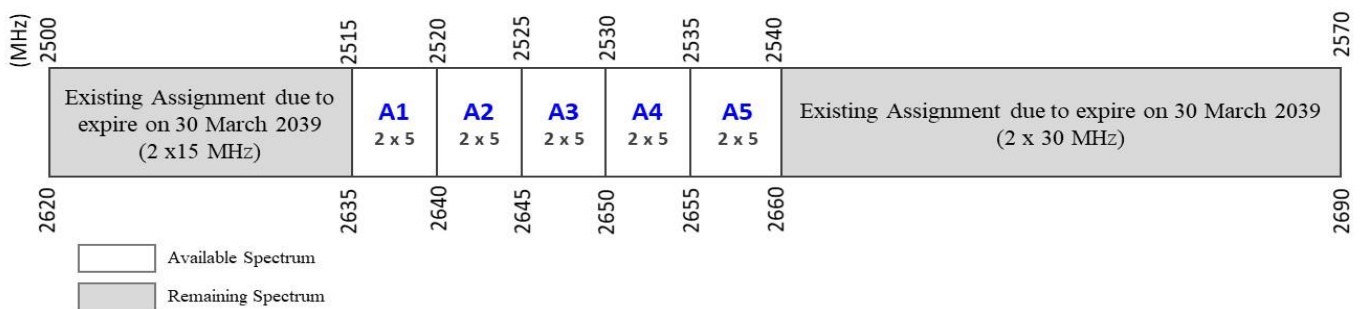 (MHz)
2500
2515
2520
2525
2530
2535
2540
2570
Existing Assignment due to
expire on 30 March 2039
(2 x15 MHz)
A1
2 x 5
A2
2 x 5
A3
2 x 5
A4
2 x 5
A5
2 x 5
Existing Assignment due to expire on 30 March 2039
(2 x 30 MHz)
2620
2635
2640
2645
2650
2655
2660
2690
Available Spectrum
Remaining Spectrum